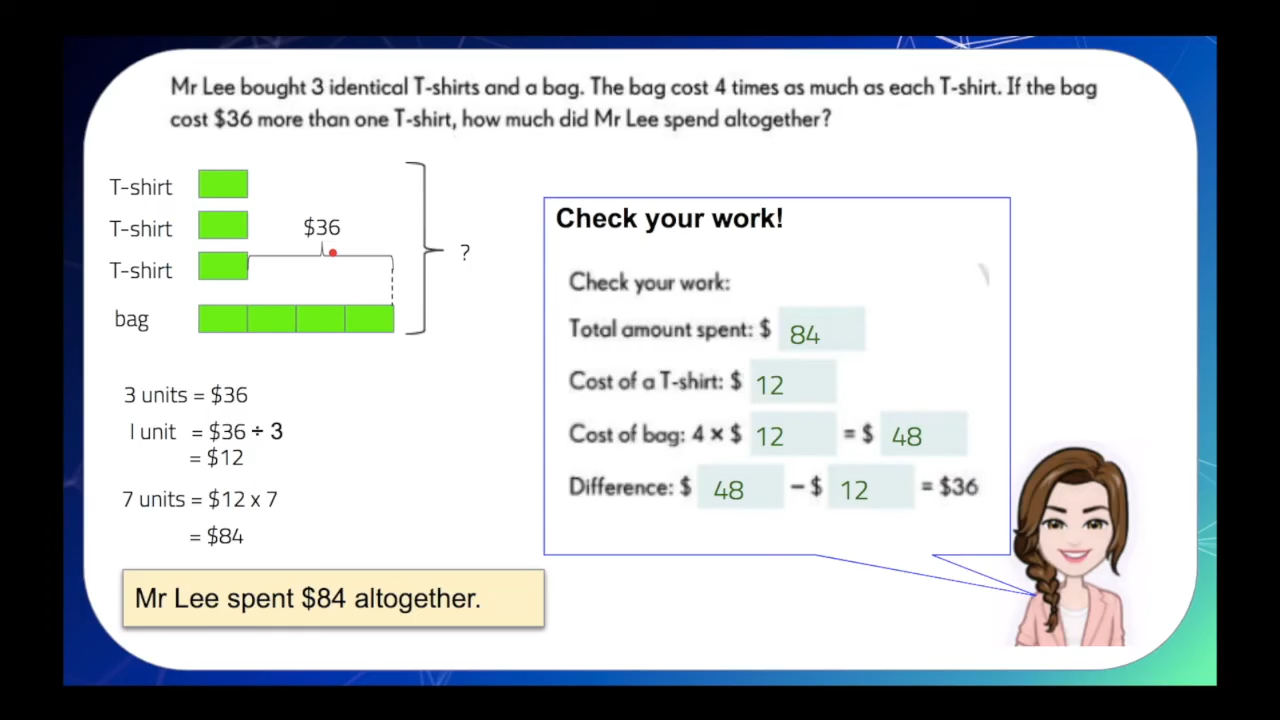 Mr Lee bought 3 identical T-shirts and a bag. The bag cost 4 times as much as each T-shirt. If the bag
cost $36 more than one T-shirt, how much did Mr Lee spend altogether?
T-shirt
T-shirt
$36
T-shirt
?
bag
3 units = $36
1 unit = $36 ÷ 3
= $12
7 units = $12 x 7
= $84
Mr Lee spent $84 altogether.
Check your work!
Check your work:
Total amount spent: $ 84
Cost of a T-shirt: $ 12
Cost of bag: 4 × $ 12 = $ 48
Difference: $ 48 − $ 12 = $36